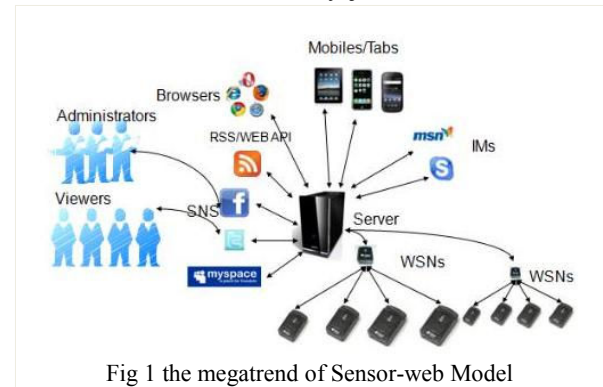 Mobiles/Tabs
Browsers
Administrators
RSS/WEB API
msn
IMs
Viewers
SNS
Server
WSNs
WSNs
myspace
Fig 1 the megatrend of Sensor-web Model